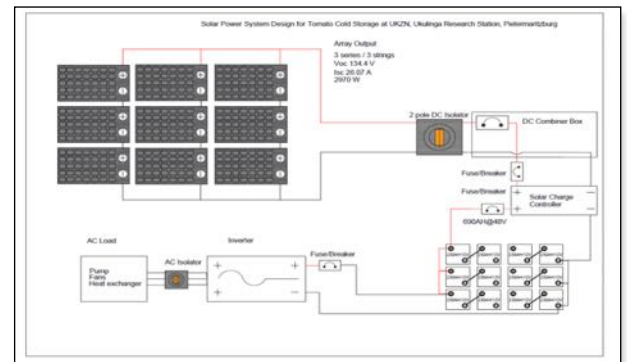 Solar Power System Design for Tomato Cold Storage at UKZN, Ukulinga Research Station, Pietermaritzburg
Array Output
3 series / 3 strings
Voc 134.4 V
Isc 26.07 A
2970 W
2 pole DC Isolator
DC Combiner Box
Fuse/Breaker
Fuse/Breaker
Solar Charge
Controller
690AH@48V
AC Load
AC Isolator
Inverter
Fuse/Breaker
Pump
Fans
Heat exchanger